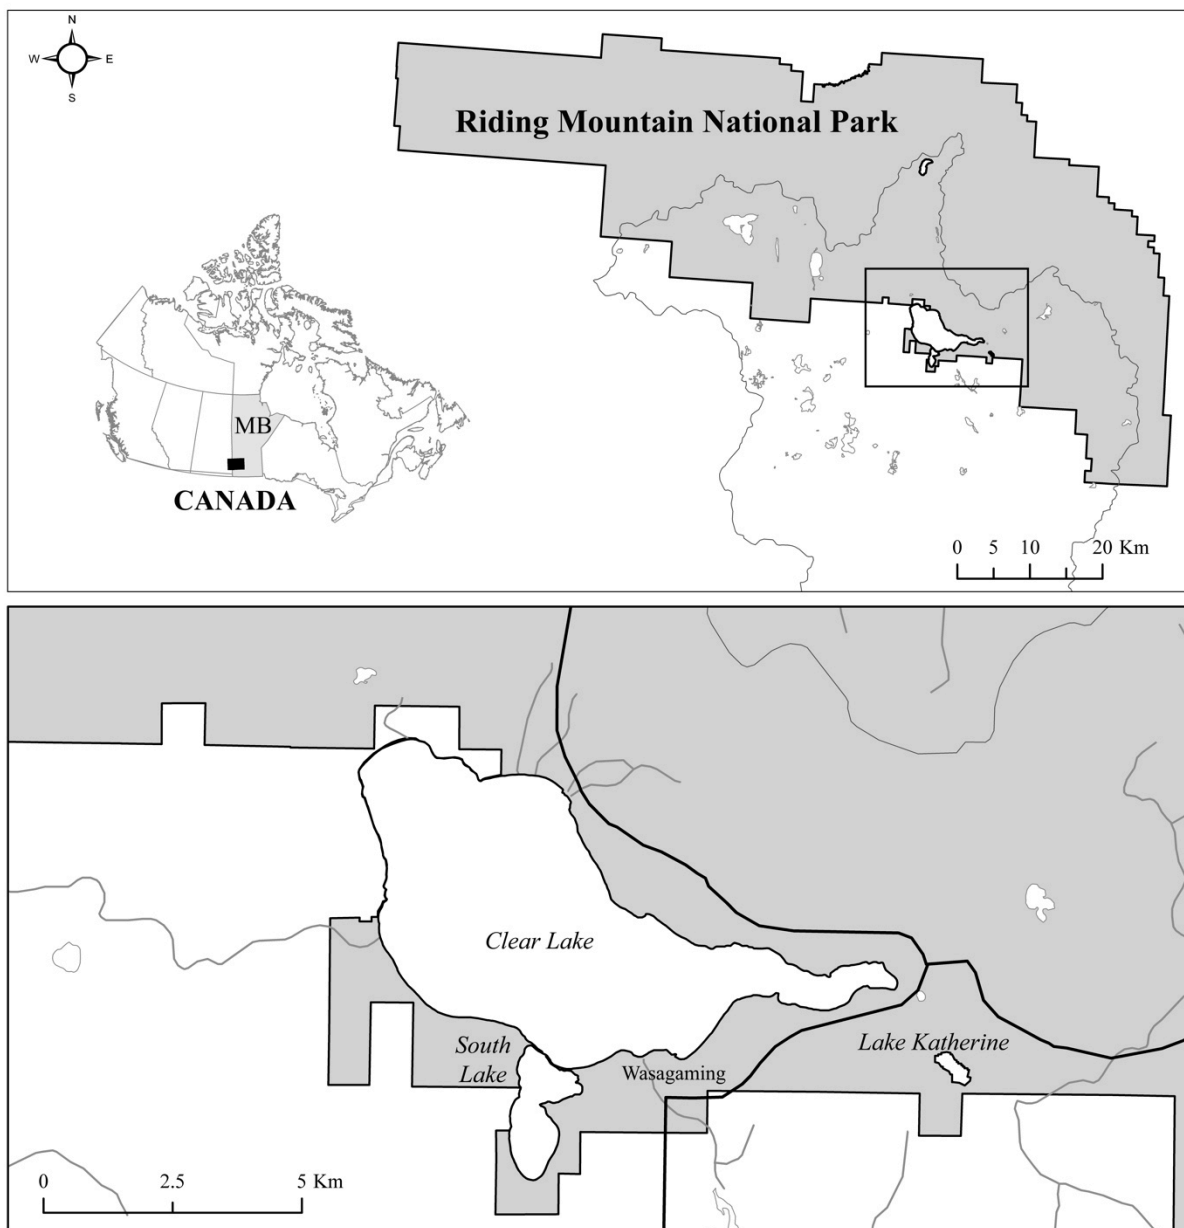 N
W E
S
Riding Mountain National Park
MB
CANADA
0 5 10 20 Km
Clear Lake
South
Lake
Wasagaming
Lake Katherine
0 2.5 5 Km